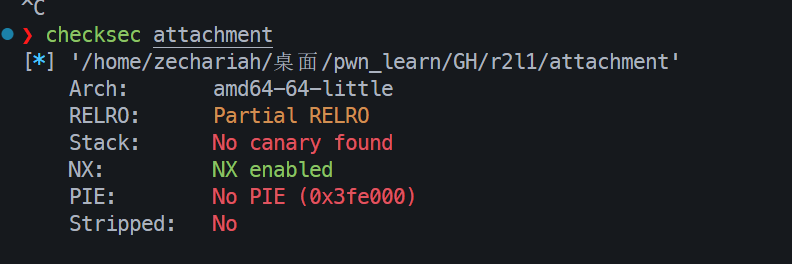 ^C
❯ checksec attachment
[*] '/home/zechariah/桌面/pwn_learn/GH/r2l1/attachment'
Arch: amd64-64-little
RELRO: Partial RELRO
Stack: No canary found
NX: NX enabled
PIE: No PIE (0x3fe000)
Stripped: No